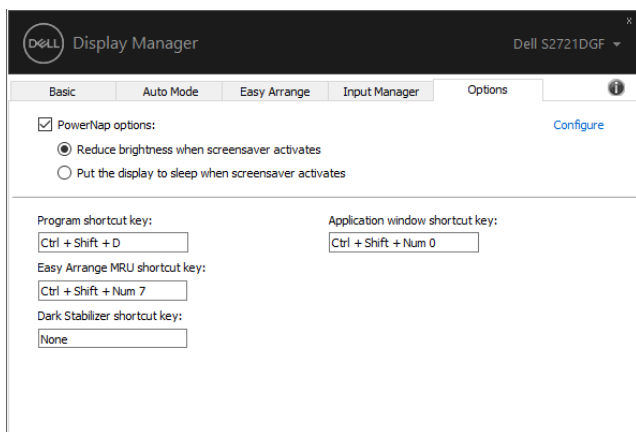 DELL Display Manager
x
Dell S2721DGF
Basic Auto Mode Easy Arrange Input Manager Options i
PowerNap options: Configure
Reduce brightness when screensaver activates
Put the display to sleep when screensaver activates
Program shortcut key: Application window shortcut key:
Ctrl + Shift + D Ctrl + Shift + Num 0
Easy Arrange MRU shortcut key:
Ctrl + Shift + Num 7
Dark Stabilizer shortcut key:
None